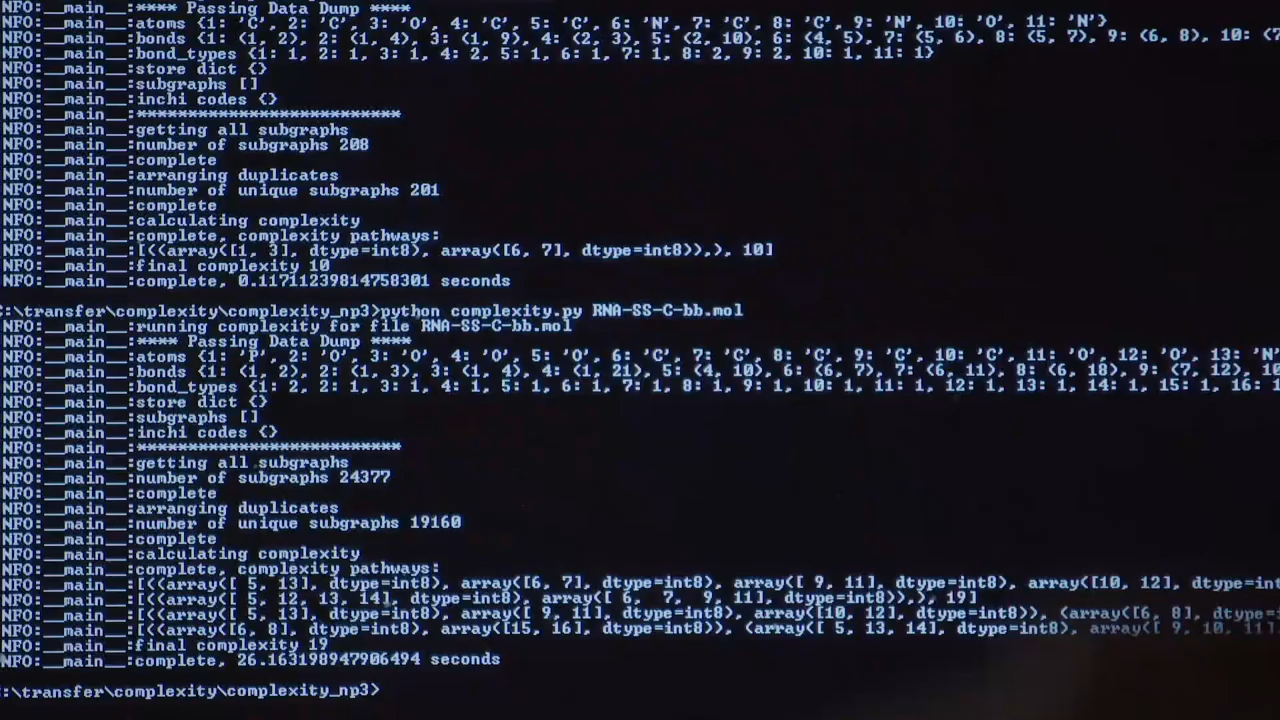 NFO:__main__:**** Passing Data Dump ****
NFO:__main__:atoms {1: 'C', 2: 'C', 3: 'O', 4: 'C', 5: 'C', 6: 'N', 7: 'C', 8: 'C', 9: 'N', 10: 'O', 11: 'N'}
NFO:__main__:bonds {1: (1, 2), 2: (1, 4), 3: (1, 9), 4: (2, 3), 5: (2, 10), 6: (4, 5), 7: (5, 6), 8: (5, 7), 9: (6, 8), 10: (7
NFO:__main__:bond_types {1: 1, 2: 1, 3: 1, 4: 2, 5: 1, 6: 1, 7: 1, 8: 2, 9: 2, 10: 1, 11: 1}
NFO:__main__:store dict {}
NFO:__main__:subgraphs []
NFO:__main__:inchi codes {}
NFO:__main__:**************************
NFO:__main__:getting all subgraphs
NFO:__main__:number of subgraphs 208
NFO:__main__:complete
NFO:__main__:arranging duplicates
NFO:__main__:number of unique subgraphs 201
NFO:__main__:complete
NFO:__main__:calculating complexity
NFO:__main__:complete, complexity pathways:
NFO:__main__:[((array([1, 3], dtype=int8), array([6, 7], dtype=int8)),), 10]
NFO:__main__:final complexity 10
NFO:__main__:complete, 0.11711239814758301 seconds
:\transfer\complexity\complexity_np3>python complexity.py RNA-SS-C-bb.mol
NFO:__main__:running complexity for file RNA-SS-C-bb.mol
NFO:__main__:**** Passing Data Dump ****
NFO:__main__:atoms {1: 'P', 2: 'O', 3: 'O', 4: 'O', 5: 'O', 6: 'C', 7: 'C', 8: 'C', 9: 'C', 10: 'C', 11: 'O', 12: 'O', 13: 'N'
NFO:__main__:bonds {1: (1, 2), 2: (1, 3), 3: (1, 4), 4: (1, 21), 5: (4, 10), 6: (6, 7), 7: (6, 11), 8: (6, 18), 9: (7, 12), 10
NFO:__main__:bond_types {1: 2, 2: 1, 3: 1, 4: 1, 5: 1, 6: 1, 7: 1, 8: 1, 9: 1, 10: 1, 11: 1, 12: 1, 13: 1, 14: 1, 15: 1, 16: 1
NFO:__main__:store dict {}
NFO:__main__:subgraphs []
NFO:__main__:inchi codes {}
NFO:__main__:**************************
NFO:__main__:getting all subgraphs
NFO:__main__:number of subgraphs 24377
NFO:__main__:complete
NFO:__main__:arranging duplicates
NFO:__main__:number of unique subgraphs 19160
NFO:__main__:complete
NFO:__main__:calculating complexity
NFO:__main__:complete, complexity pathways:
NFO:__main__:[((array([ 5, 13], dtype=int8), array([6, 7], dtype=int8), array([ 9, 11], dtype=int8), array([10, 12], dtype=int
NFO:__main__:[((array([ 5, 12, 13, 14], dtype=int8), array([ 6,  7,  9, 11], dtype=int8)),), 19]
NFO:__main__:[((array([ 5, 13], dtype=int8), array([ 9, 11], dtype=int8), array([10, 12], dtype=int8)), (array([6, 8], dtype=
NFO:__main__:[((array([6, 8], dtype=int8), array([15, 16], dtype=int8)), (array([ 5, 13, 14], dtype=int8), array([ 9, 10, 11]
NFO:__main__:final complexity 19
NFO:__main__:complete, 26.163198947906494 seconds
:\transfer\complexity\complexity_np3>